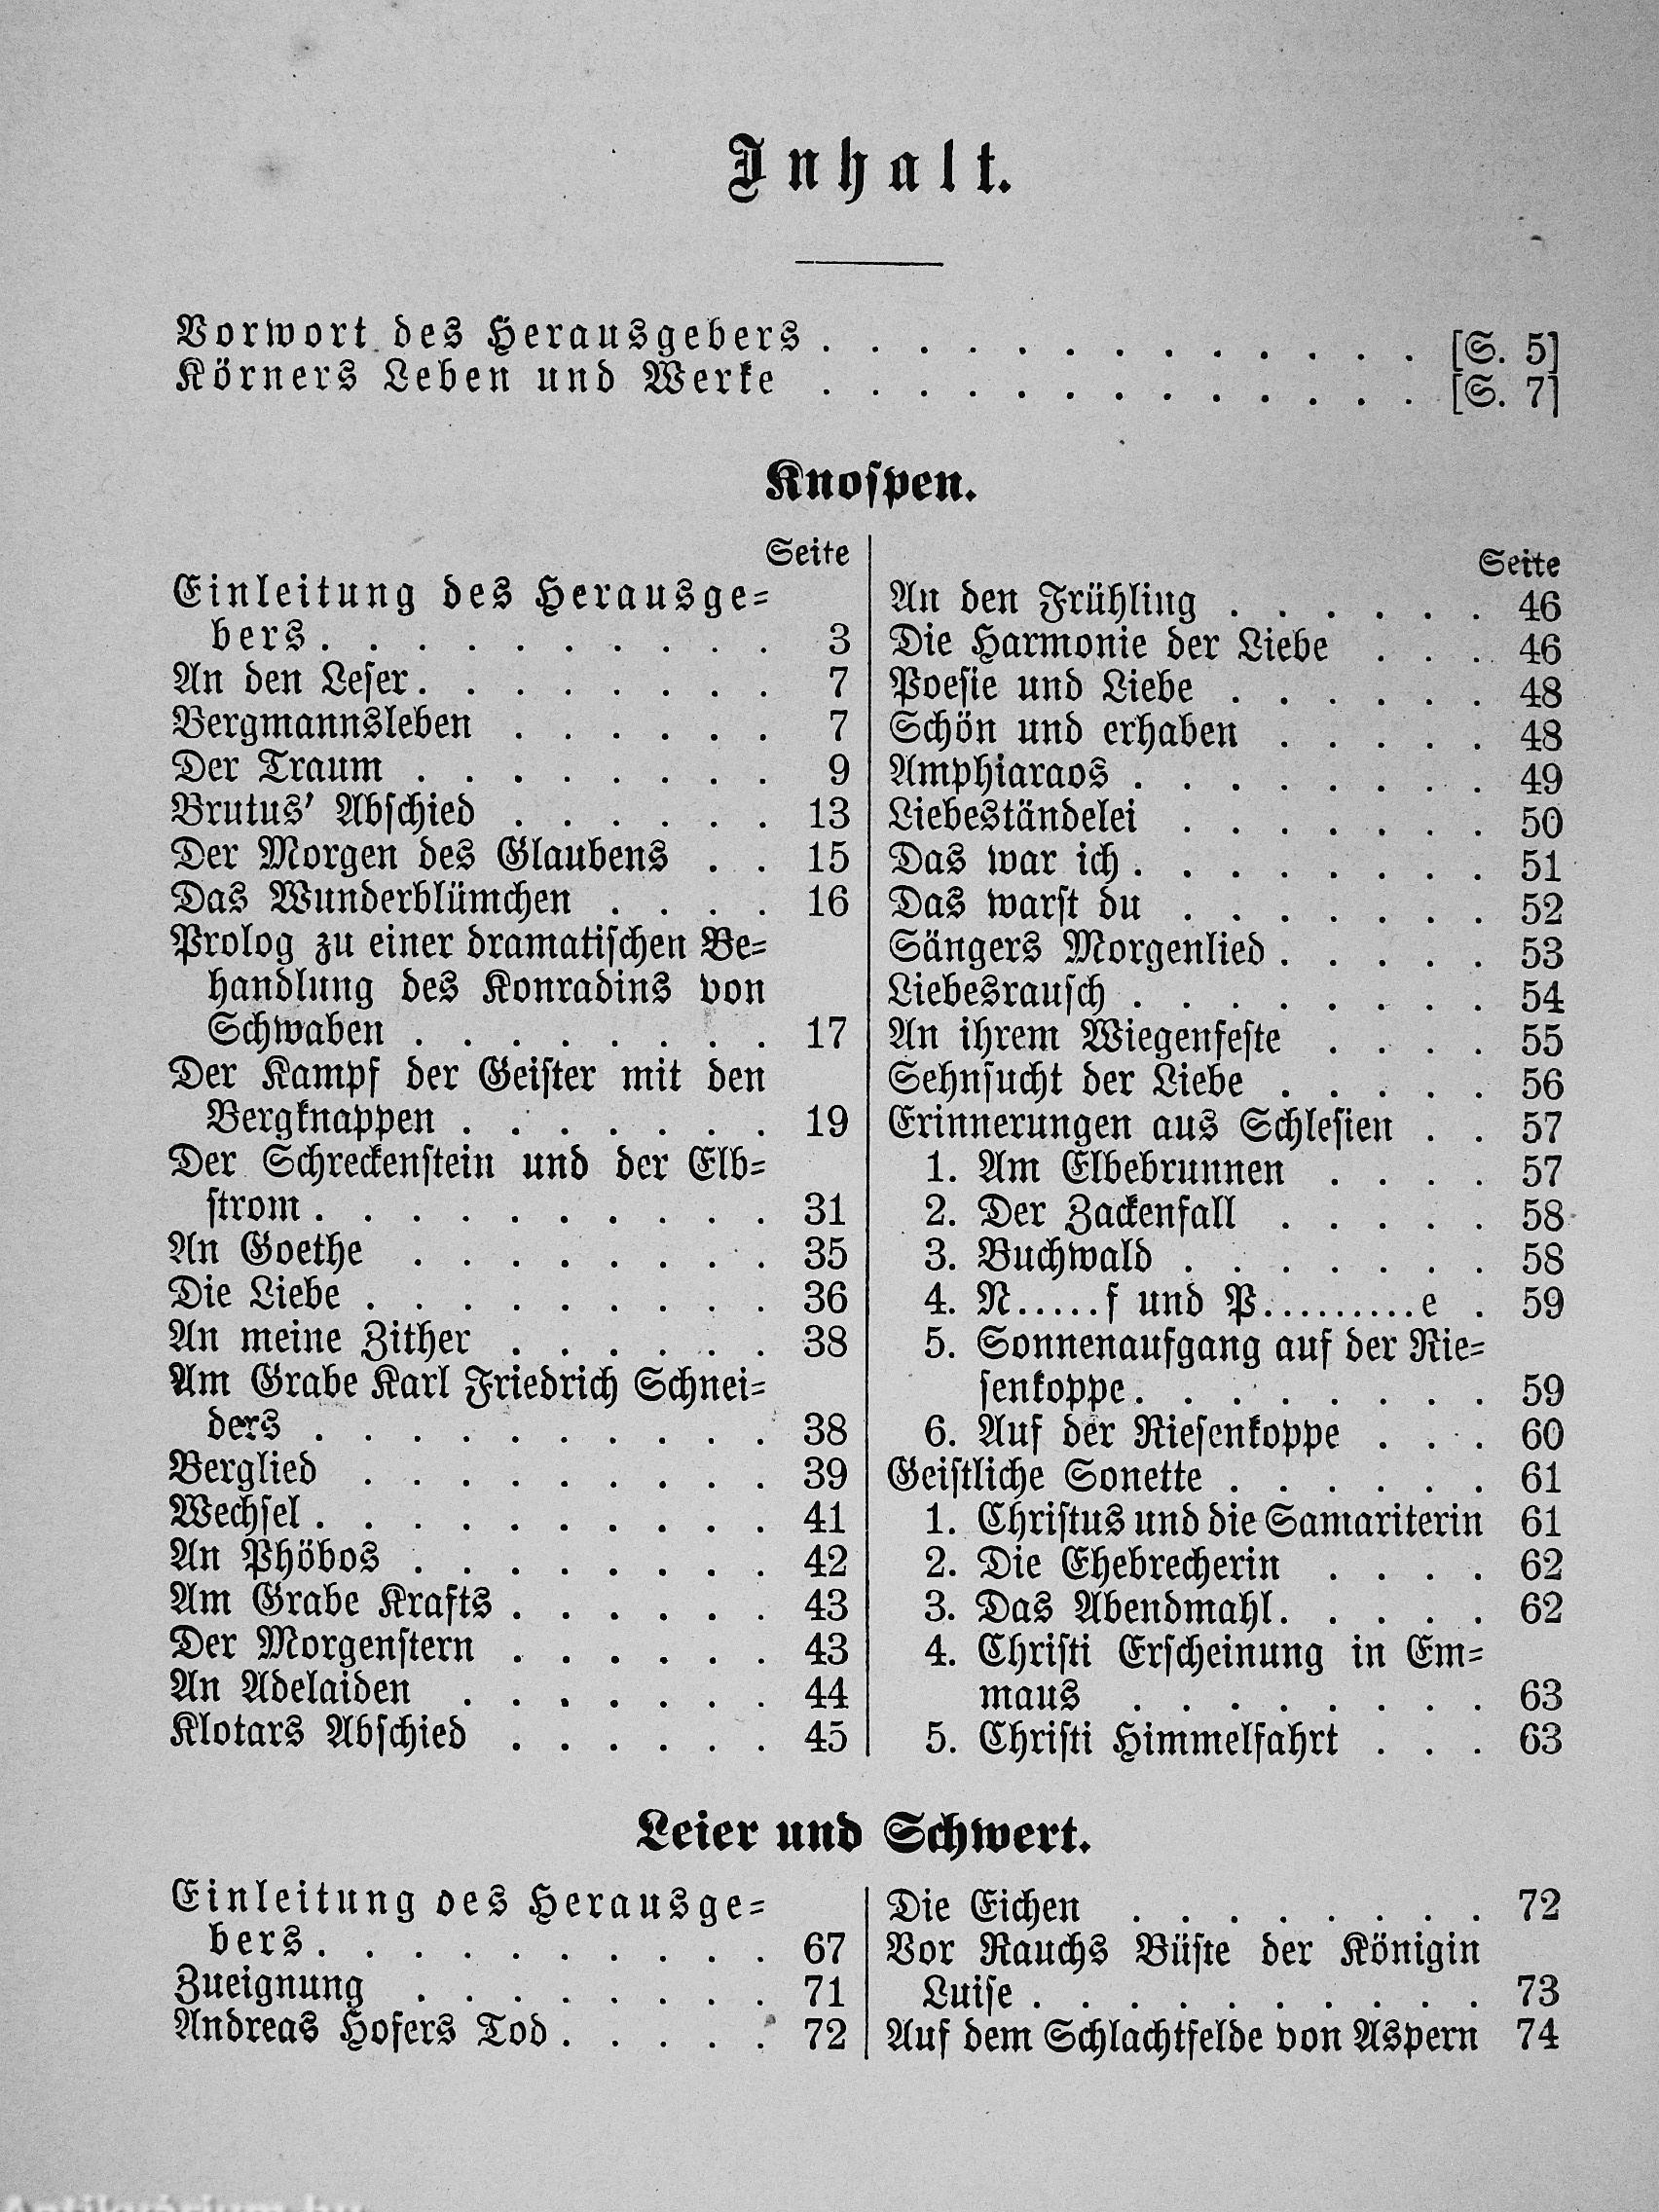 Inhalt.
Vorwort des Herausgebers . . . . . . . . . . . . . [S. 5]
Körners Leben und Werke . . . . . . . . . . . . . [S. 7]
Knospen.
Seite
Einleitung des Herausge-
bers . . . . . . . . . . 3
An den Leser . . . . . . . . 7
Bergmannsleben . . . . . . 7
Der Traum . . . . . . . . 9
Brutus' Abschied . . . . . . 13
Der Morgen des Glaubens . . 15
Das Wunderblümchen . . . . 16
Prolog zu einer dramatischen Be-
handlung des Konradins von
Schwaben . . . . . . . . 17
Der Kampf der Geister mit den
Bergknappen . . . . . . . 19
Der Schreckenstein und der Elb-
strom . . . . . . . . . . 31
An Goethe . . . . . . . . 35
Die Liebe . . . . . . . . . 36
An meine Zither . . . . . . 38
Am Grabe Karl Friedrich Schnei-
ders . . . . . . . . . . 38
Berglied . . . . . . . . . 39
Wechsel . . . . . . . . . . 41
An Phöbos . . . . . . . . 42
Am Grabe Krafts . . . . . . 43
Der Morgenstern . . . . . . 43
An Adelaiden . . . . . . . 44
Klotars Abschied . . . . . . 45
Seite
An den Frühling . . . . . . 46
Die Harmonie der Liebe . . . 46
Poesie und Liebe . . . . . . 48
Schön und erhaben . . . . . 48
Amphiaraos . . . . . . . . 49
Liebeständelei . . . . . . . 50
Das war ich . . . . . . . . 51
Das warst du . . . . . . . 52
Sängers Morgenlied . . . . . 53
Liebesrausch . . . . . . . . 54
An ihrem Wiegenfeste . . . . 55
Sehnsucht der Liebe . . . . . 56
Erinnerungen aus Schlesien . . 57
1. Am Elbebrunnen . . . . 57
2. Der Zackenfall . . . . . 58
3. Buchwald . . . . . . . 58
4. N.....f und P.........e . 59
5. Sonnenaufgang auf der Rie-
senkoppe . . . . . . . . 59
6. Auf der Riesenkoppe . . . 60
Geistliche Sonette . . . . . . 61
1. Christus und die Samariterin 61
2. Die Ehebrecherin . . . . 62
3. Das Abendmahl . . . . . 62
4. Christi Erscheinung in Em-
maus . . . . . . . . 63
5. Christi Himmelfahrt . . . 63
Leier und Schwert.
Einleitung des Herausge-
bers . . . . . . . . . . 67
Zueignung . . . . . . . . 71
Andreas Hofers Tod . . . . . 72
Die Eichen . . . . . . . . 72
Vor Rauchs Büste der Königin
Luise . . . . . . . . . . 73
Auf dem Schlachtfelde von Aspern 74